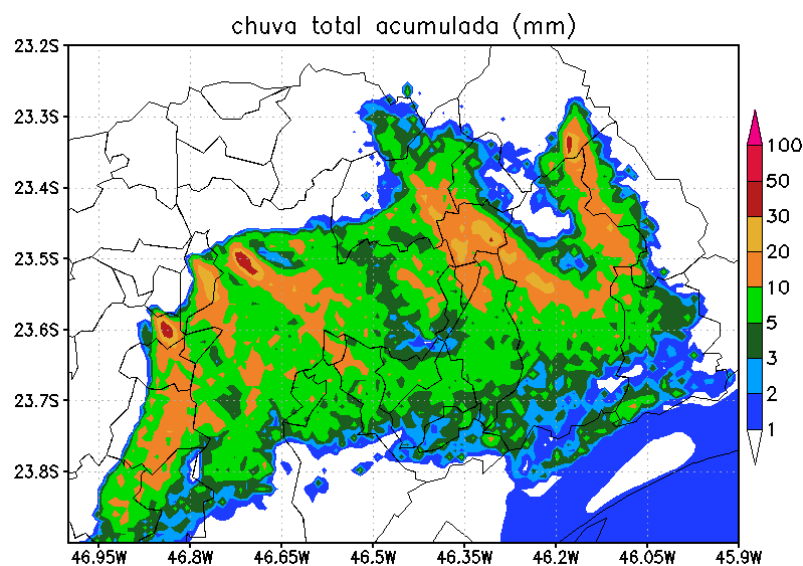 chuva total acumulada (mm)
23.2S
23.3S
23.4S
23.5S
23.6S
23.7S
23.8S
46.95W 46.8W 46.65W 46.5W 46.35W 46.2W 46.05W 45.9W
100
50
30
20
10
5
3
2
1